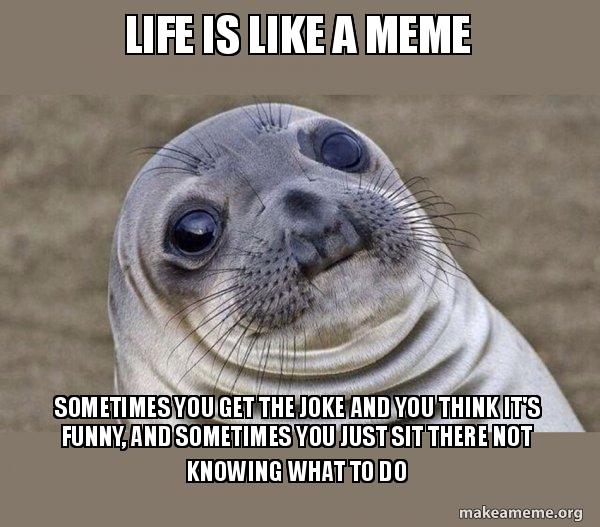 LIFE IS LIKE A MEME
SOMETIMES YOU GET THE JOKE AND YOU THINK IT'S
FUNNY, AND SOMETIMES YOU JUST SIT THERE NOT
KNOWING WHAT TO DO
makeameme.org